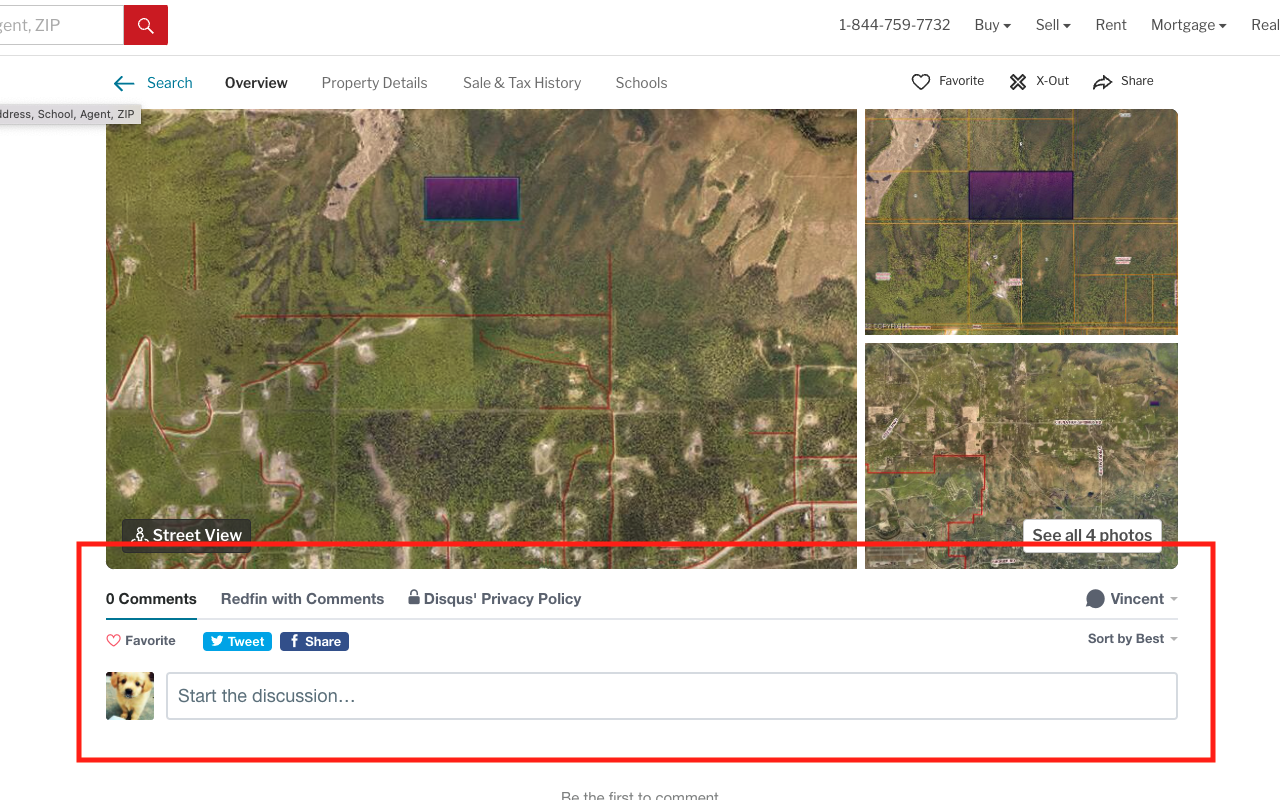 gent, ZIP
1-844-759-7732 Buy Sell Rent Mortgage Real
Search Overview Property Details Sale & Tax History Schools Favorite X-Out Share
ddress, School, Agent, ZIP
Street View
See all 4 photos
0 Comments Redfin with Comments Disqus' Privacy Policy Vincent
Favorite Tweet Share Sort by Best
Start the discussion…
Be the first to comment